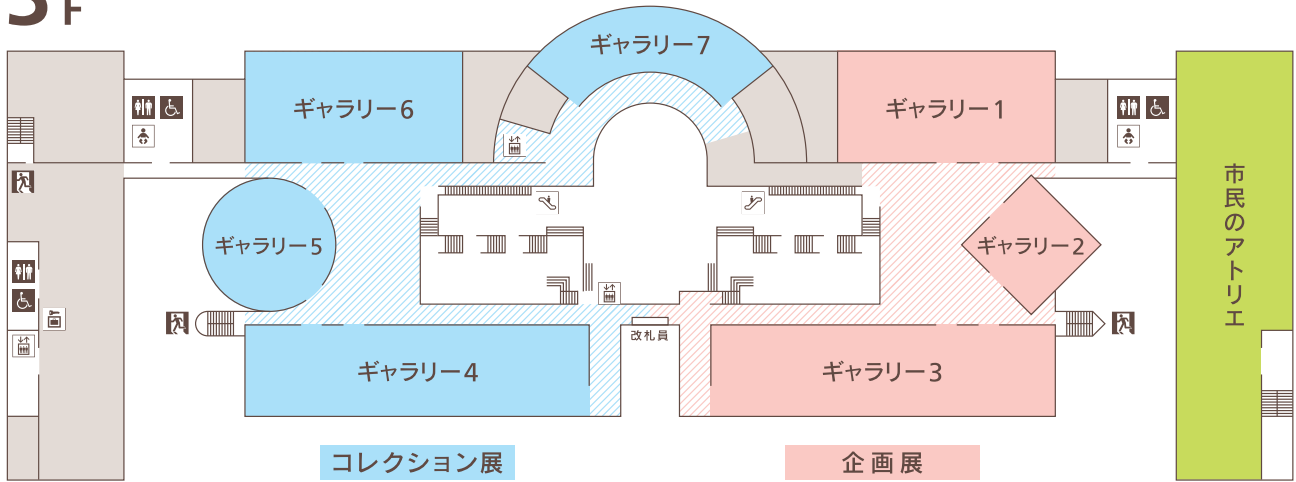 3F
ギャラリー7
ギャラリー6
ギャラリー1
ギャラリー5
ギャラリー2
市民のアトリエ
改札員
ギャラリー4
ギャラリー3
コレクション展
企画展